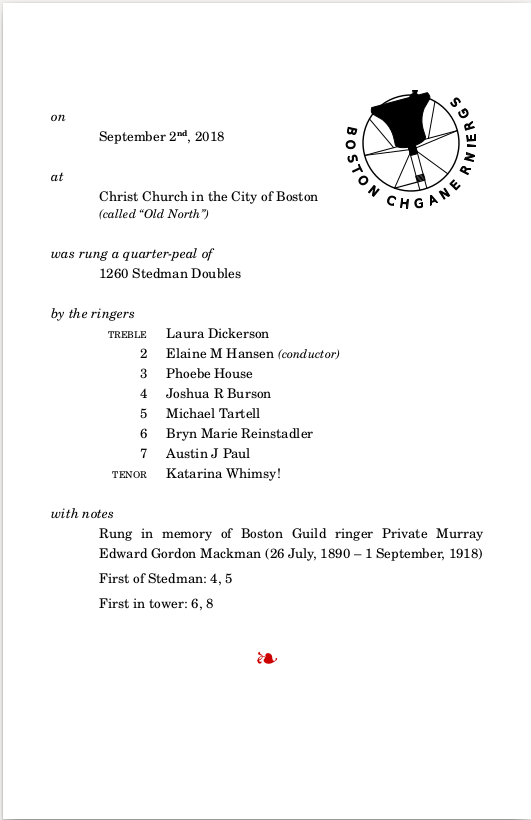 on
September 2nd, 2018
at
Christ Church in the City of Boston
(called “Old North”)
BOSTON CHGANE RNIERGS
was rung a quarter-peal of
1260 Stedman Doubles
by the ringers
TREBLE Laura Dickerson
2 Elaine M Hansen (conductor)
3 Phoebe House
4 Joshua R Burson
5 Michael Tartell
6 Bryn Marie Reinstadler
7 Austin J Paul
TENOR Katarina Whimsy!
with notes
Rung in memory of Boston Guild ringer Private Murray
Edward Gordon Mackman (26 July, 1890 – 1 September, 1918)
First of Stedman: 4, 5
First in tower: 6, 8